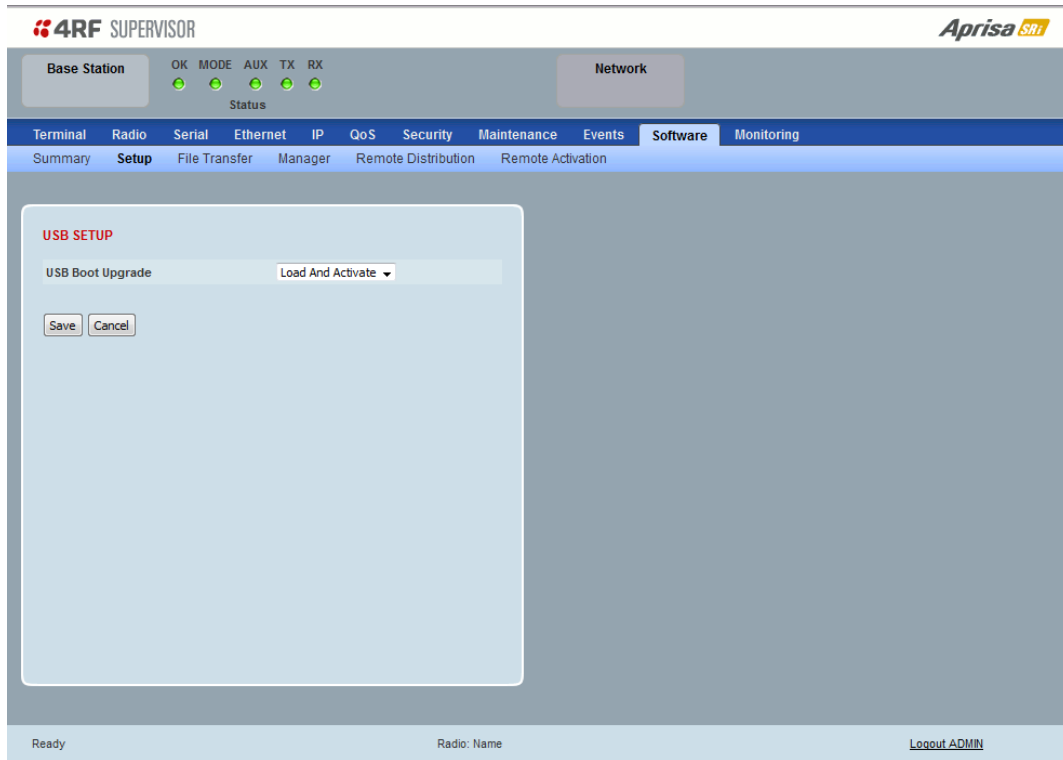 4RF SUPERVISOR
Aprisa SRi
Base Station
OK MODE AUX TX RX
Status
Network
Terminal Radio Serial Ethernet IP QoS Security Maintenance Events Software Monitoring
Summary Setup File Transfer Manager Remote Distribution Remote Activation
USB SETUP
USB Boot Upgrade Load And Activate
Save Cancel
Ready Radio: Name Logout ADMIN